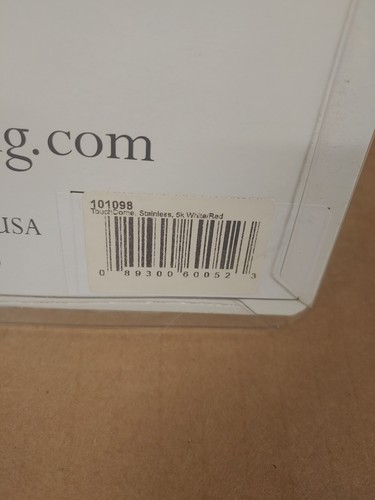 g.com
USA
101098
TouchDome, Stainless, 5k White/Red
0 89300 60052 3